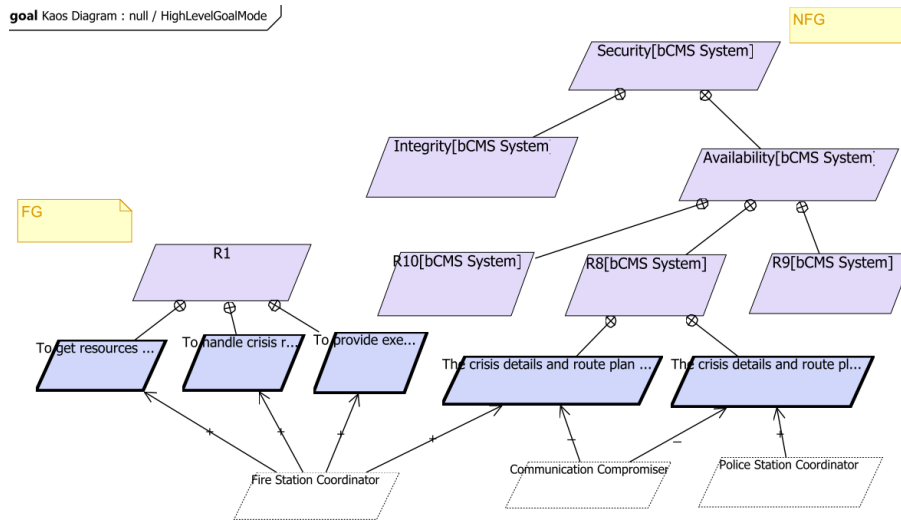 goal Kaos Diagram : null / HighLevelGoalMode
NFG
Security[bCMS System]
Integrity[bCMS System]
Availability[bCMS System]
FG
R1
R10[bCMS System]
R8[bCMS System]
R9[bCMS System]
To get resources ...
To handle crisis r...
To provide exe...
The crisis details and route plan ...
The crisis details and route pl...
+ + + + − − +
Fire Station Coordinator
Communication Compromiser
Police Station Coordinator